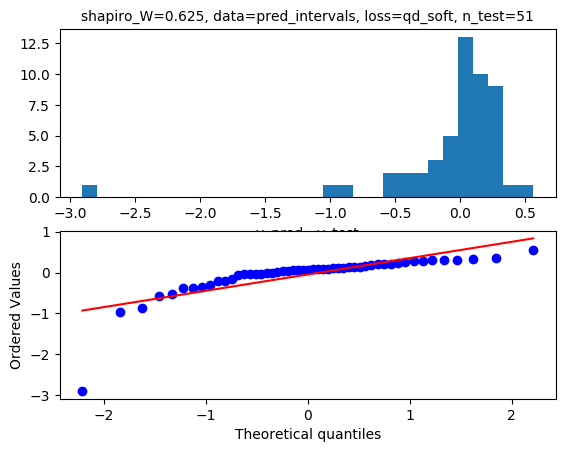 shapiro_W=0.625, data=pred_intervals, loss=qd_soft, n_test=51
12.5
10.0
7.5
5.0
2.5
0.0
-3.0 −2.5 −2.0 −1.5 −1.0 −0.5 0.0 0.5
1
0
−1
−2
−3
Ordered Values
−2 −1 0 1 2
Theoretical quantiles